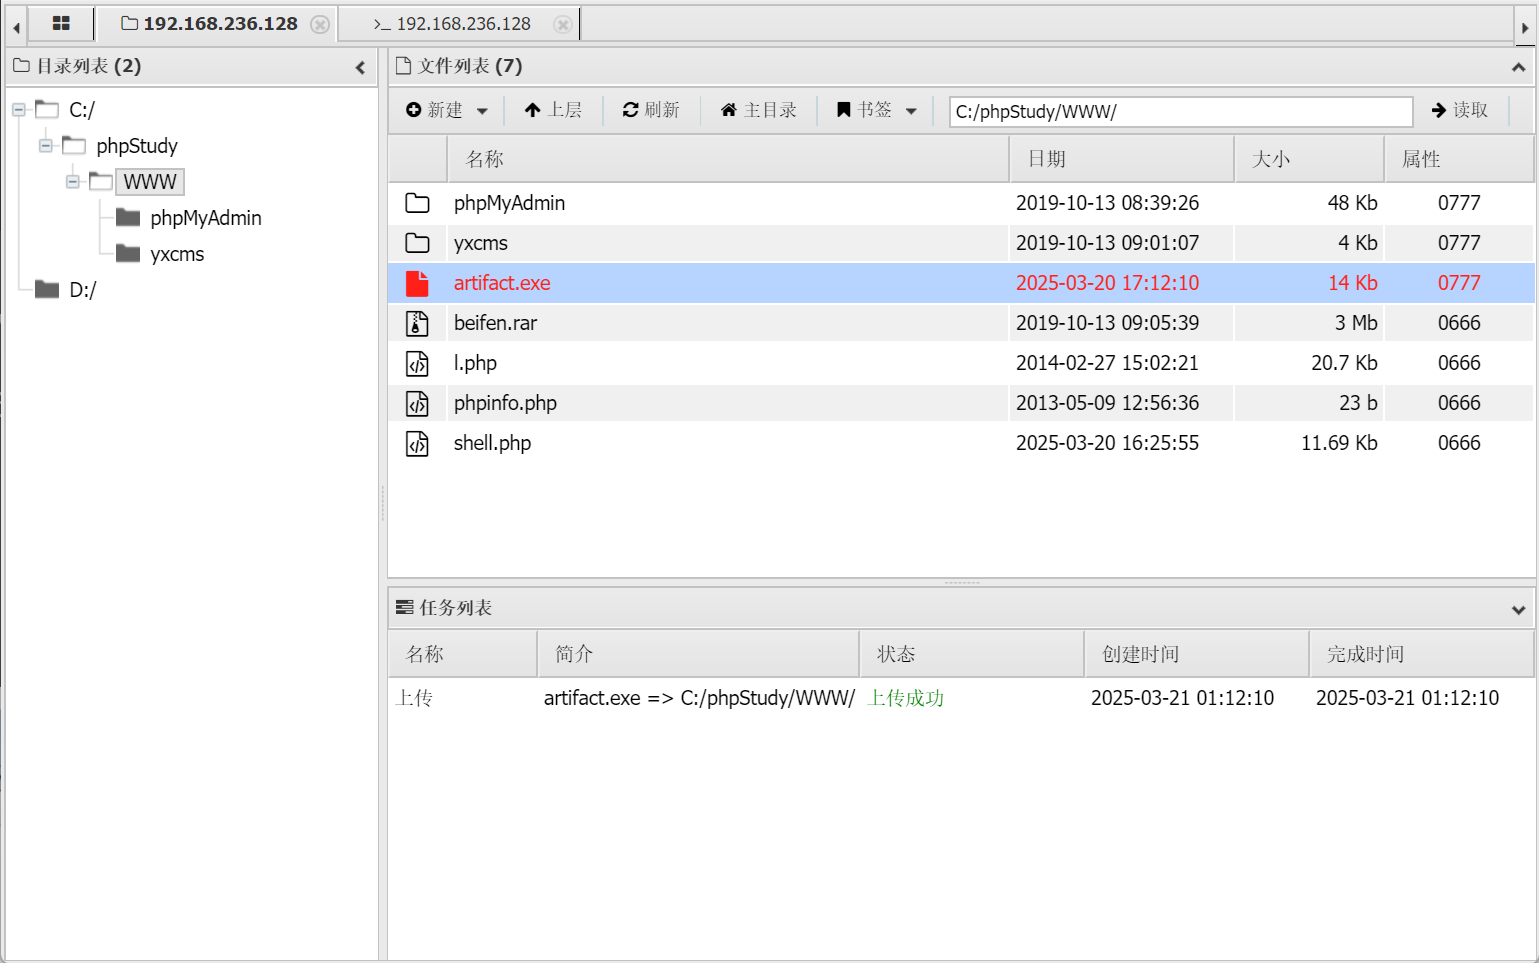 192.168.236.128
>_ 192.168.236.128
目录列表 (2)
C:/
phpStudy
WWW
phpMyAdmin
yxcms
D:/
文件列表 (7)
新建 上层 刷新 主目录 书签 C:/phpStudy/WWW/ 读取
名称 日期 大小 属性
phpMyAdmin 2019-10-13 08:39:26 48 Kb 0777
yxcms 2019-10-13 09:01:07 4 Kb 0777
artifact.exe 2025-03-20 17:12:10 14 Kb 0777
beifen.rar 2019-10-13 09:05:39 3 Mb 0666
l.php 2014-02-27 15:02:21 20.7 Kb 0666
phpinfo.php 2013-05-09 12:56:36 23 b 0666
shell.php 2025-03-20 16:25:55 11.69 Kb 0666
任务列表
名称 简介 状态 创建时间 完成时间
上传 artifact.exe => C:/phpStudy/WWW/ 上传成功 2025-03-21 01:12:10 2025-03-21 01:12:10